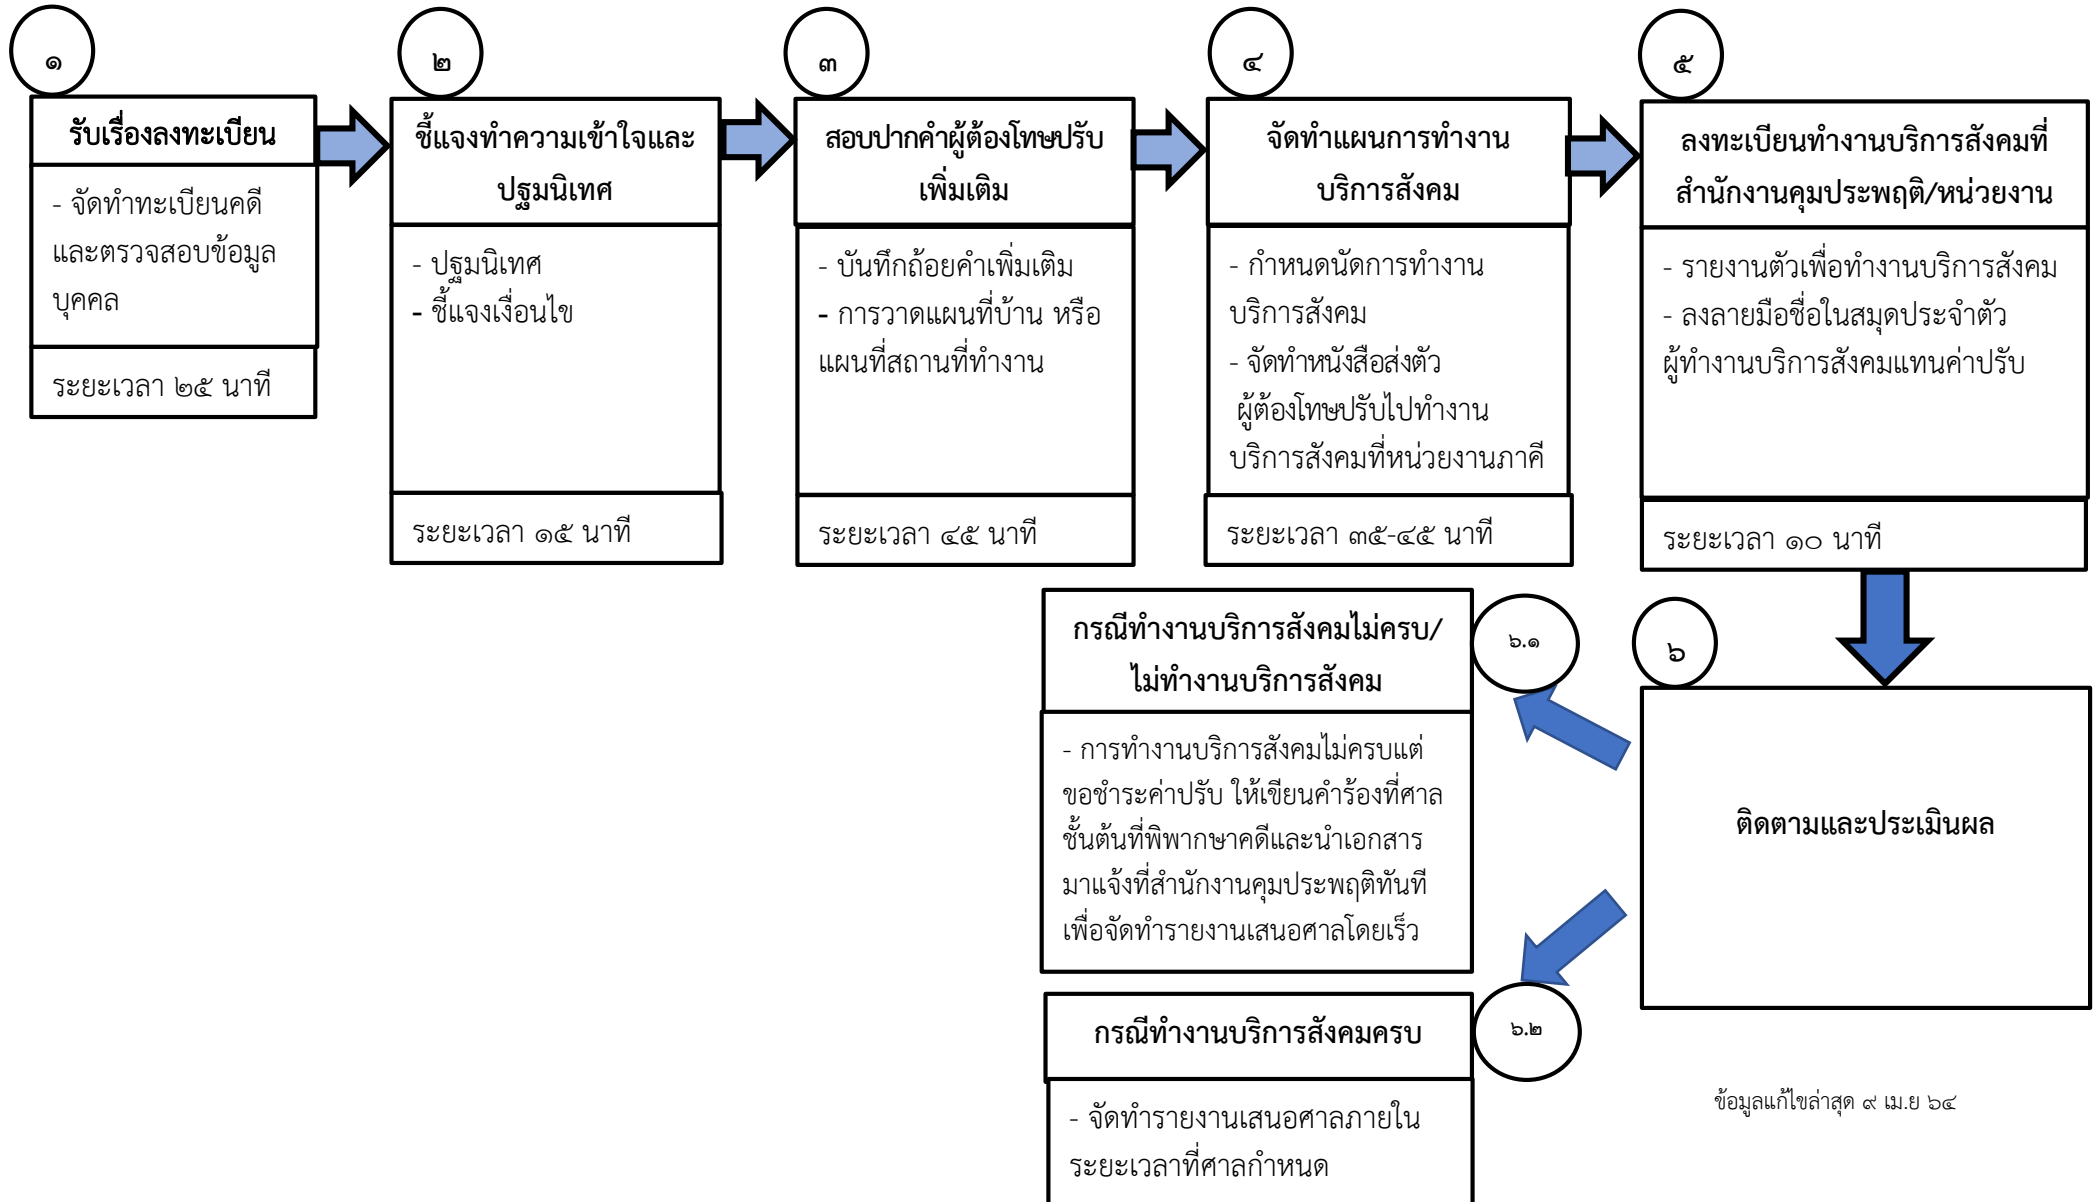 ๑
รับเรื่องลงทะเบียน
- จัดทำทะเบียนคดี
และตรวจสอบข้อมูล
บุคคล
ระยะเวลา ๒๕ นาที
๒
ชี้แจงทำความเข้าใจและ
ปฐมนิเทศ
- ปฐมนิเทศ
- ชี้แจงเงื่อนไข
ระยะเวลา ๑๕ นาที
๓
สอบปากคำผู้ต้องโทษปรับ
เพิ่มเติม
- บันทึกถ้อยคำเพิ่มเติม
- การวาดแผนที่บ้าน หรือ
แผนที่สถานที่ทำงาน
ระยะเวลา ๔๕ นาที
๔
จัดทำแผนการทำงาน
บริการสังคม
- กำหนดนัดการทำงาน
บริการสังคม
- จัดทำหนังสือส่งตัว
ผู้ต้องโทษปรับไปทำงาน
บริการสังคมที่หน่วยงานภาคี
ระยะเวลา ๓๕-๔๕ นาที
๕
ลงทะเบียนทำงานบริการสังคมที่
สำนักงานคุมประพฤติ/หน่วยงาน
- รายงานตัวเพื่อทำงานบริการสังคม
- ลงลายมือชื่อในสมุดประจำตัว
ผู้ทำงานบริการสังคมแทนค่าปรับ
ระยะเวลา ๑๐ นาที
๖
ติดตามและประเมินผล
๖.๑
กรณีทำงานบริการสังคมไม่ครบ/
ไม่ทำงานบริการสังคม
- การทำงานบริการสังคมไม่ครบแต่
ขอชำระค่าปรับ ให้เขียนคำร้องที่ศาล
ชั้นต้นที่พิพากษาคดีและนำเอกสาร
มาแจ้งที่สำนักงานคุมประพฤติทันที
เพื่อจัดทำรายงานเสนอศาลโดยเร็ว
๖.๒
กรณีทำงานบริการสังคมครบ
- จัดทำรายงานเสนอศาลภายใน
ระยะเวลาที่ศาลกำหนด
ข้อมูลแก้ไขล่าสุด ๙ เม.ย ๖๔